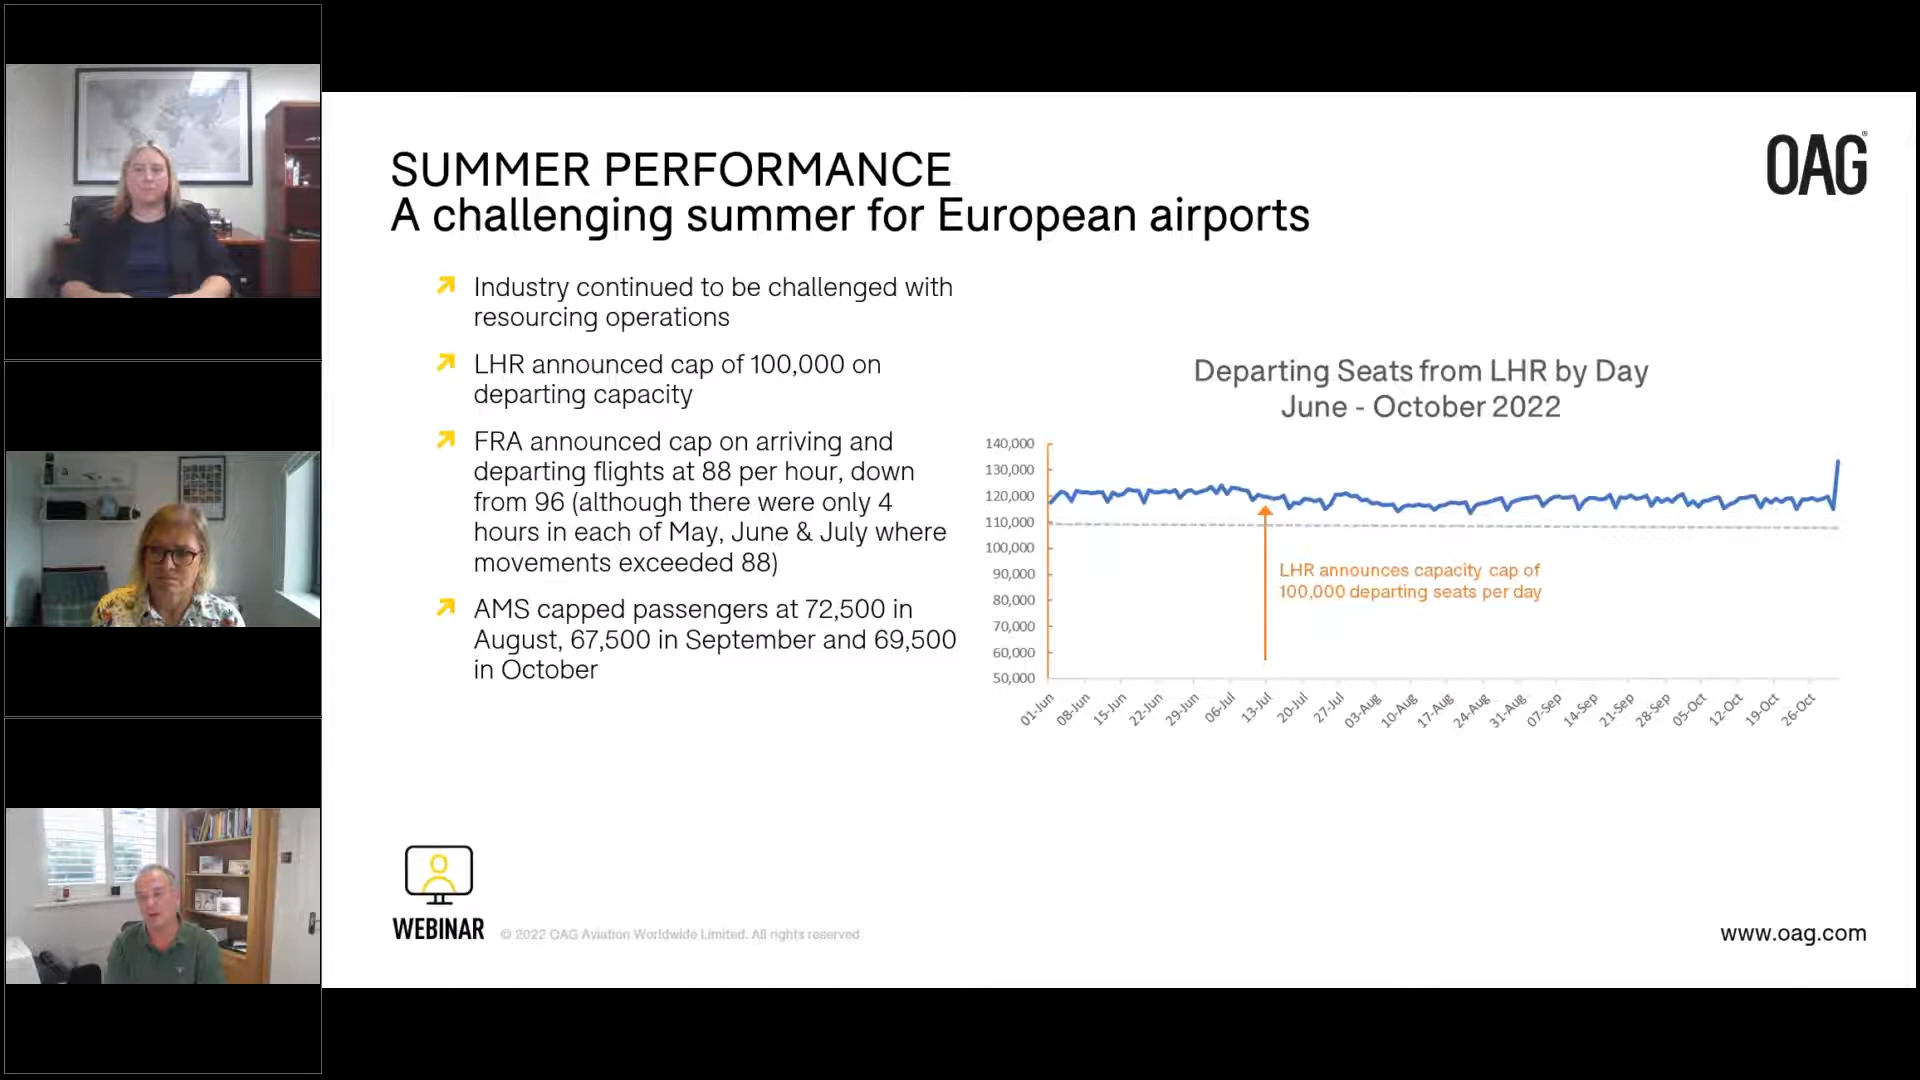 SUMMER PERFORMANCE
A challenging summer for European airports
OAG
Industry continued to be challenged with
resourcing operations
LHR announced cap of 100,000 on
departing capacity
FRA announced cap on arriving and
departing flights at 88 per hour, down
from 96 (although there were only 4
hours in each of May, June & July where
movements exceeded 88)
AMS capped passengers at 72,500 in
August, 67,500 in September and 69,500
in October
Departing Seats from LHR by Day
June - October 2022
140,000
130,000
120,000
110,000
100,000
90,000
80,000
70,000
60,000
50,000
LHR announces capacity cap of
100,000 departing seats per day
01-Jun
08-Jun
15-Jun
22-Jun
29-Jun
06-Jul
13-Jul
20-Jul
27-Jul
03-Aug
10-Aug
17-Aug
24-Aug
31-Aug
07-Sep
14-Sep
21-Sep
28-Sep
05-Oct
12-Oct
19-Oct
26-Oct
WEBINAR
© 2022 OAG Aviation Worldwide Limited. All rights reserved
www.oag.com